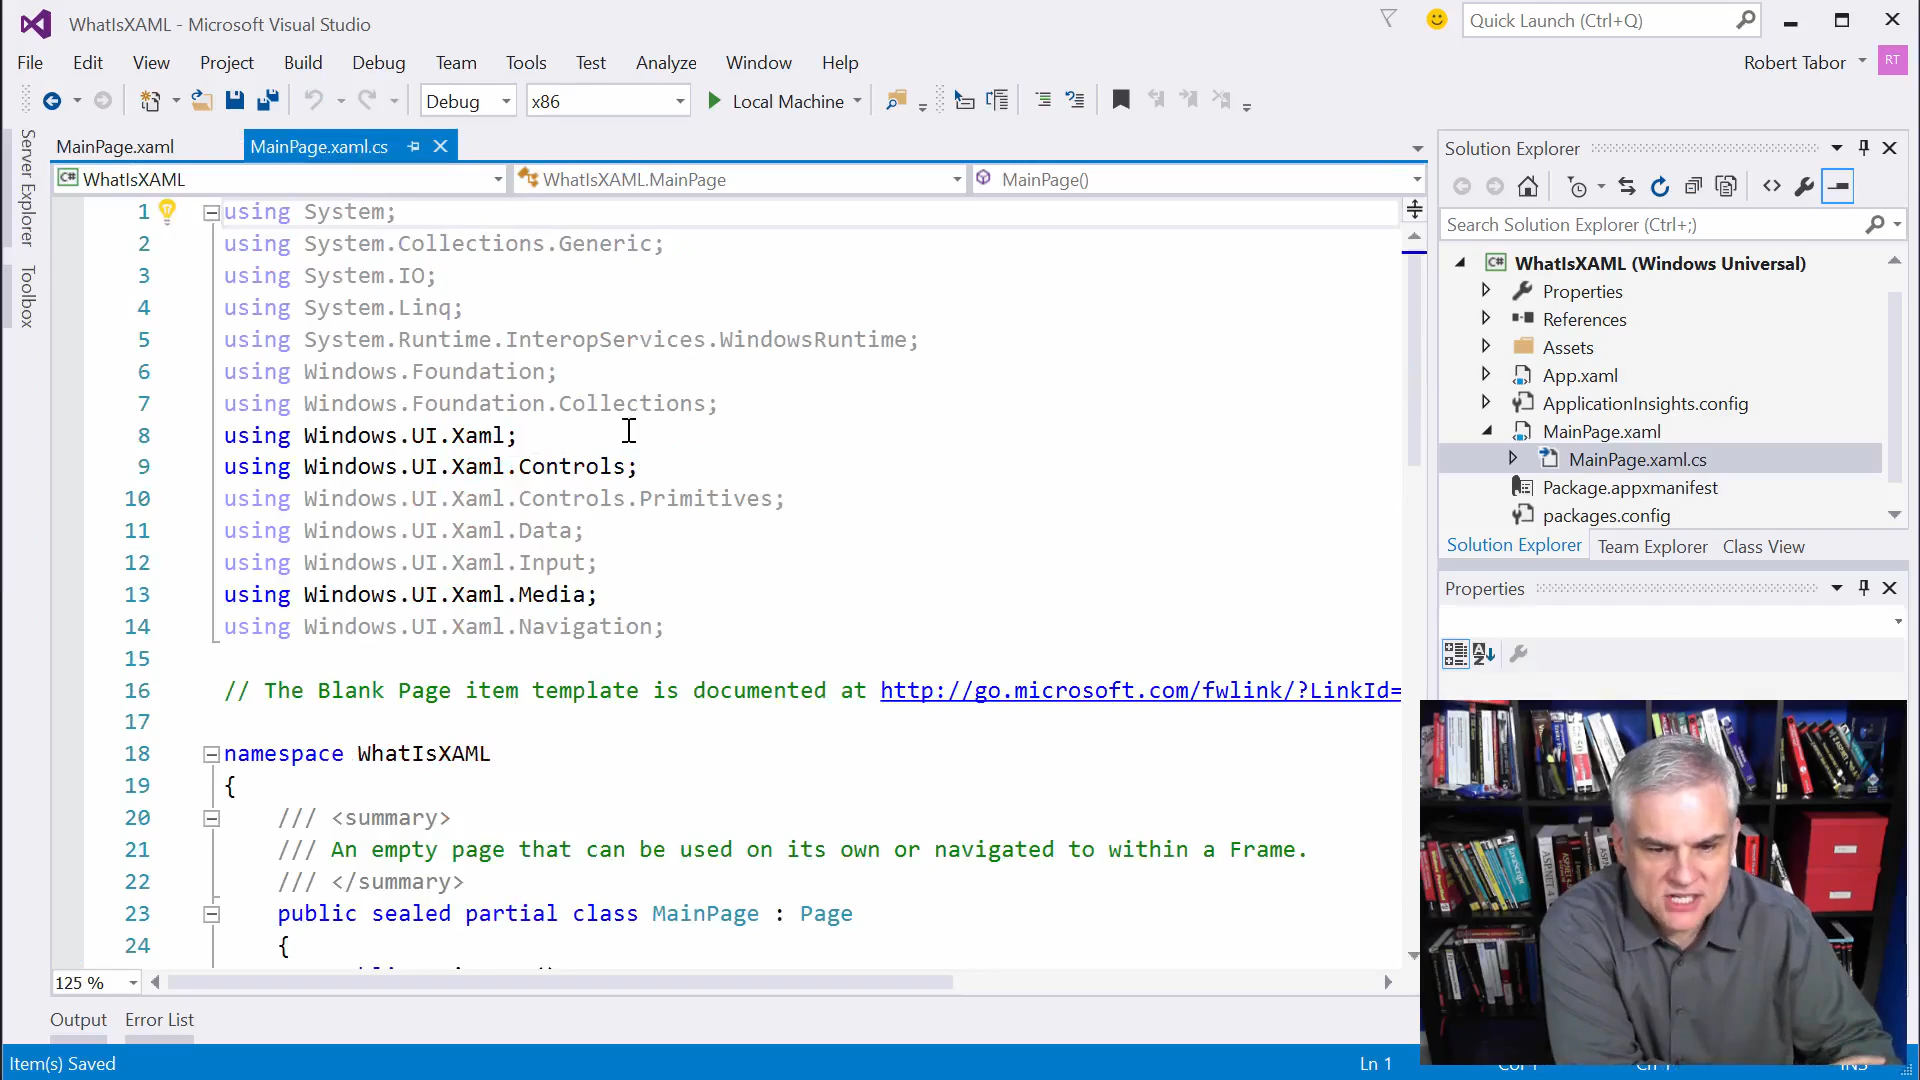 WhatIsXAML - Microsoft Visual Studio
Quick Launch (Ctrl+Q)
File Edit View Project Build Debug Team Tools Test Analyze Window Help
Robert Tabor RT
Debug x86 Local Machine
Server Explorer
Toolbox
MainPage.xaml MainPage.xaml.cs
C# WhatIsXAML WhatIsXAML.MainPage MainPage()
1 using System;
2 using System.Collections.Generic;
3 using System.IO;
4 using System.Linq;
5 using System.Runtime.InteropServices.WindowsRuntime;
6 using Windows.Foundation;
7 using Windows.Foundation.Collections;
8 using Windows.UI.Xaml;
9 using Windows.UI.Xaml.Controls;
10 using Windows.UI.Xaml.Controls.Primitives;
11 using Windows.UI.Xaml.Data;
12 using Windows.UI.Xaml.Input;
13 using Windows.UI.Xaml.Media;
14 using Windows.UI.Xaml.Navigation;
15
16 // The Blank Page item template is documented at http://go.microsoft.com/fwlink/?LinkId=
17
18 namespace WhatIsXAML
19 {
20 /// <summary>
21 /// An empty page that can be used on its own or navigated to within a Frame.
22 /// </summary>
23 public sealed partial class MainPage : Page
24 {
125 %
Output Error List
Item(s) Saved
Ln 1
Solution Explorer
Search Solution Explorer (Ctrl+;)
C# WhatIsXAML (Windows Universal)
Properties
References
Assets
App.xaml
ApplicationInsights.config
MainPage.xaml
MainPage.xaml.cs
Package.appxmanifest
packages.config
Solution Explorer Team Explorer Class View
Properties